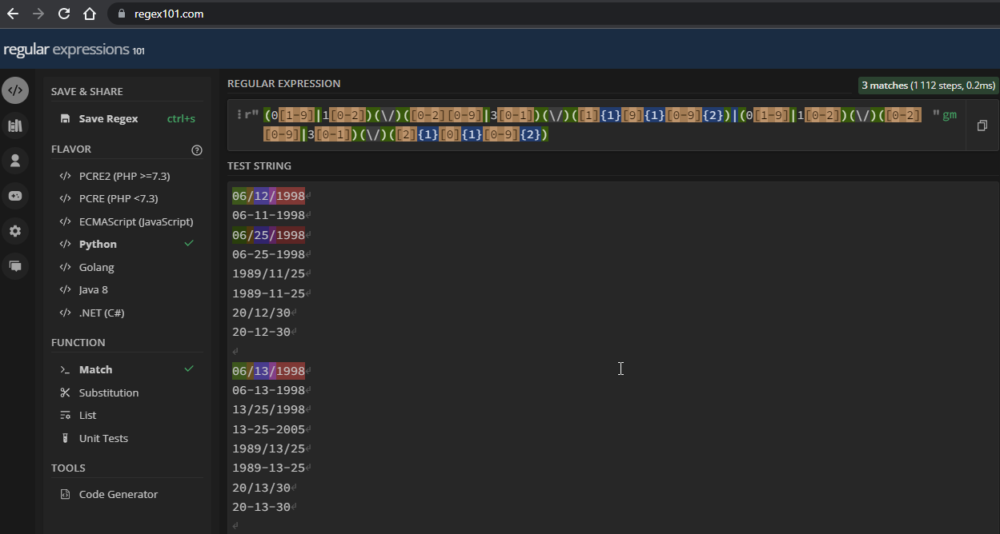 regex101.com
regular expressions 101
SAVE & SHARE
Save Regex ctrl+s
FLAVOR
PCRE2 (PHP >=7.3)
PCRE (PHP <7.3)
ECMAScript (JavaScript)
Python
Golang
Java 8
.NET (C#)
FUNCTION
Match
Substitution
List
Unit Tests
TOOLS
Code Generator
REGULAR EXPRESSION
3 matches (1 112 steps, 0.2ms)
r" (0[1-9]|1[0-2])(\/)([0-2][0-9]|3[0-1])(\/)([1]{1}[9]{1}[0-9]{2})|(0[1-9]|1[0-2])(\/)([0-2] " gm
[0-9]|3[0-1])(\/)([2]{1}[0]{1}[0-9]{2})
TEST STRING
06/12/1998
06-11-1998
06/25/1998
06-25-1998
1989/11/25
1989-11-25
20/12/30
20-12-30
06/13/1998
06-13-1998
13/25/1998
13-25-2005
1989/13/25
1989-13-25
20/13/30
20-13-30